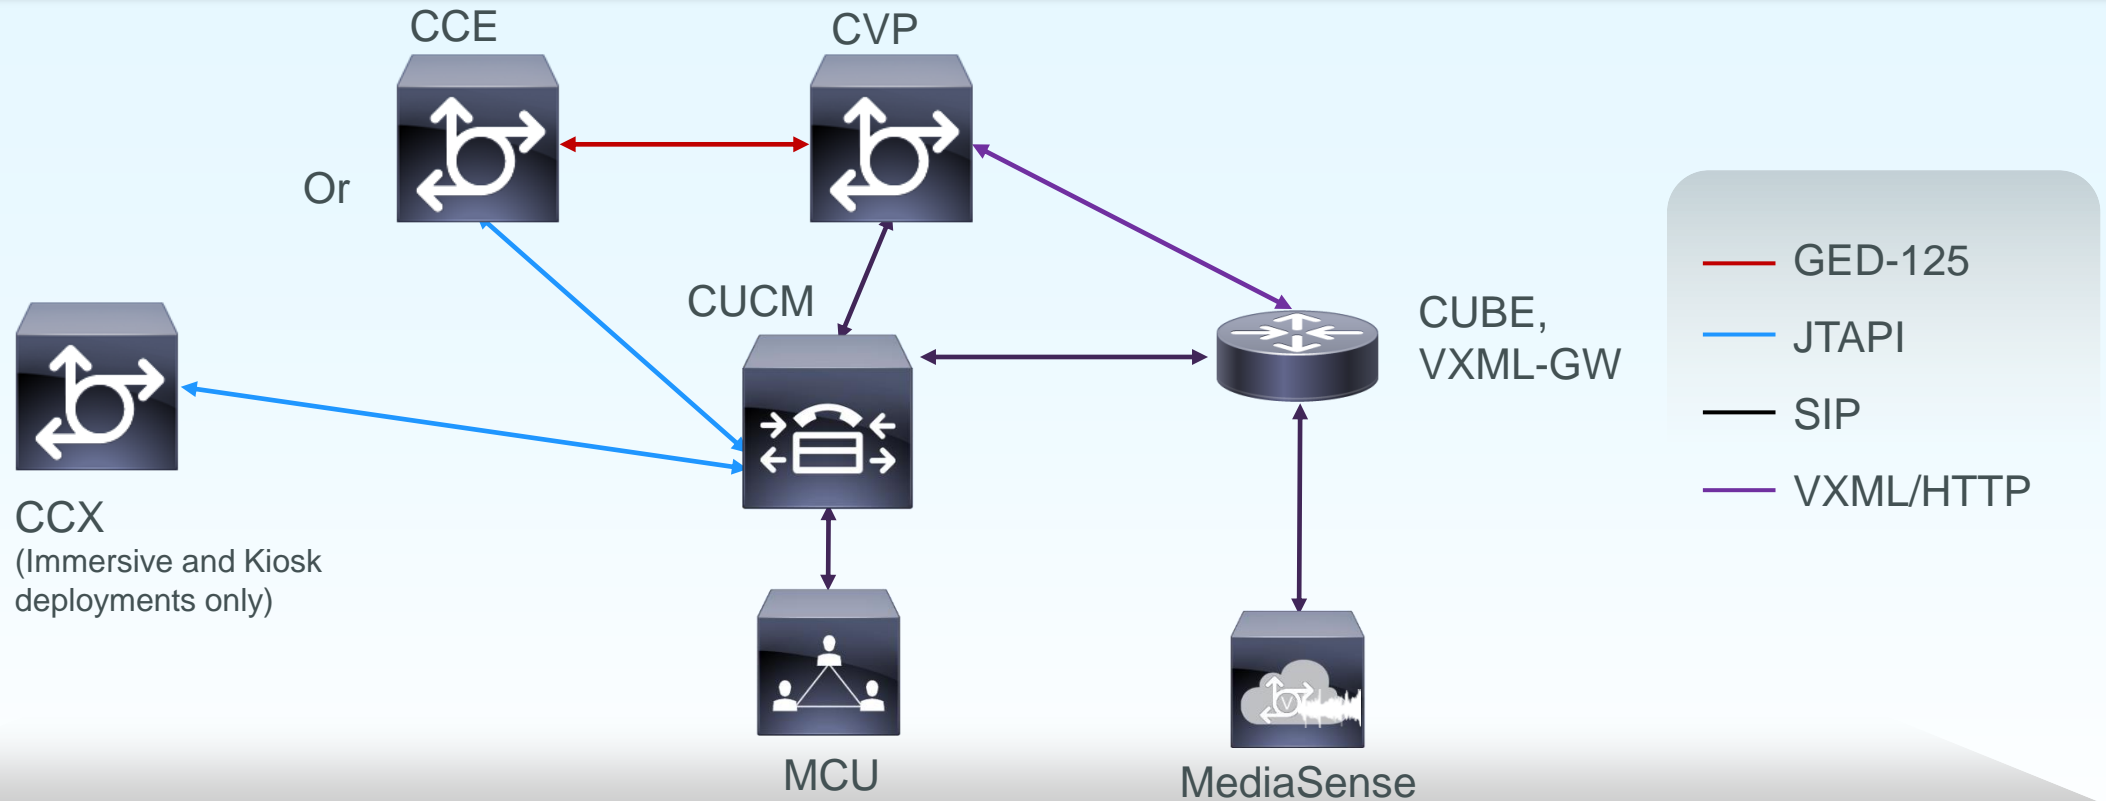 CCE
CVP
Or
CUCM
CUBE,
VXML-GW
CCX
(Immersive and Kiosk
deployments only)
MCU
MediaSense
GED-125
JTAPI
SIP
VXML/HTTP
V